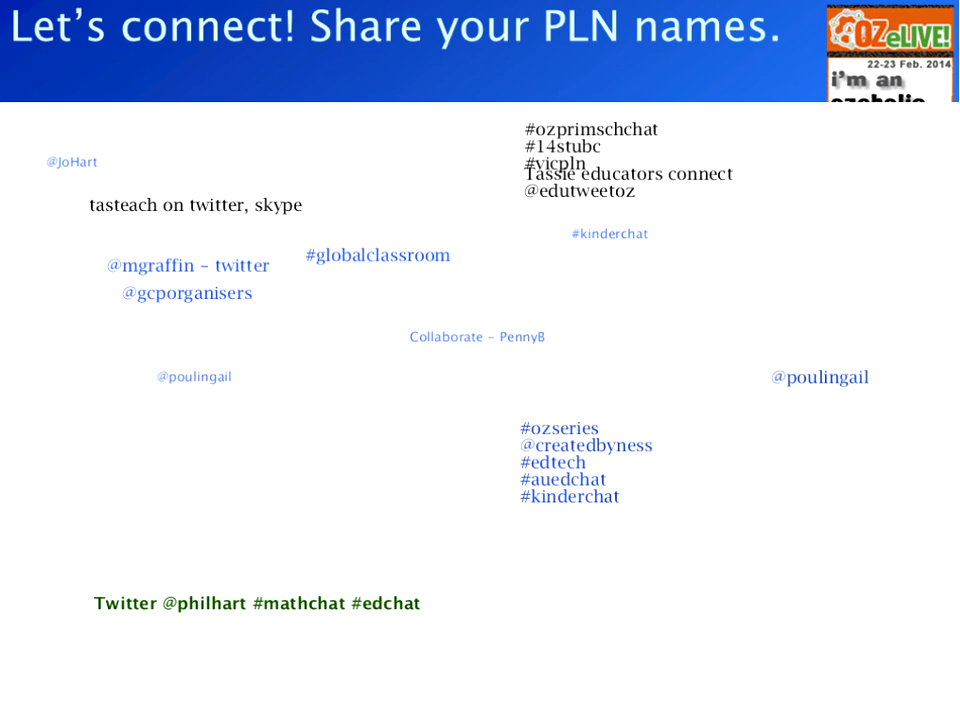 Let's connect! Share your PLN names.
OZeLIVE!
22-23 Feb. 2014
i'm an
ozeholic
#ozprimschchat
#14stubc
#vicpln
Tassie educators connect
@edutweetoz
@JoHart
tasteach on twitter, skype
#kinderchat
#globalclassroom
@mgraffin – twitter
@gcporganisers
Collaborate - PennyB
@poulingail
@poulingail
#ozseries
@createdbyness
#edtech
#auedchat
#kinderchat
Twitter @philhart #mathchat #edchat